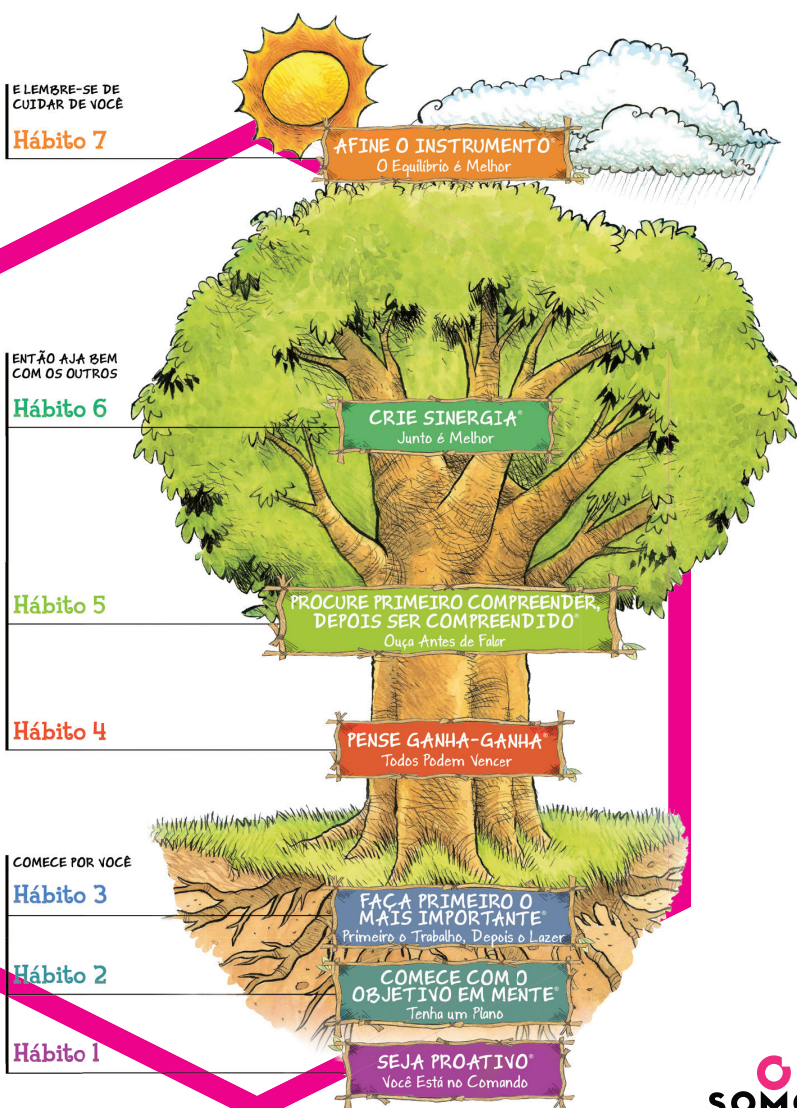 E LEMBRE-SE DE
CUIDAR DE VOCÊ
Hábito 7
AFINE O INSTRUMENTO®
O Equilíbrio é Melhor
ENTÃO AJA BEM
COM OS OUTROS
Hábito 6
CRIE SINERGIA®
Junto é Melhor
Hábito 5
PROCURE PRIMEIRO COMPREENDER,
DEPOIS SER COMPREENDIDO®
Ouça Antes de Falar
Hábito 4
PENSE GANHA-GANHA®
Todos Podem Vencer
COMECE POR VOCÊ
Hábito 3
FAÇA PRIMEIRO O
MAIS IMPORTANTE®
Primeiro o Trabalho, Depois o Lazer
Hábito 2
COMECE COM O
OBJETIVO EM MENTE®
Tenha um Plano
Hábito 1
SEJA PROATIVO®
Você Está no Comando